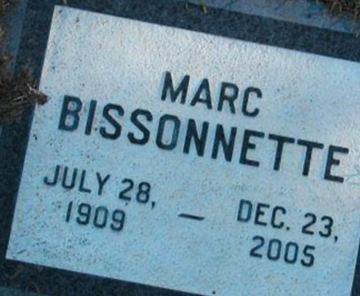 MARC
BISSONNETTE
JULY 28, 1909 — DEC. 23, 2005